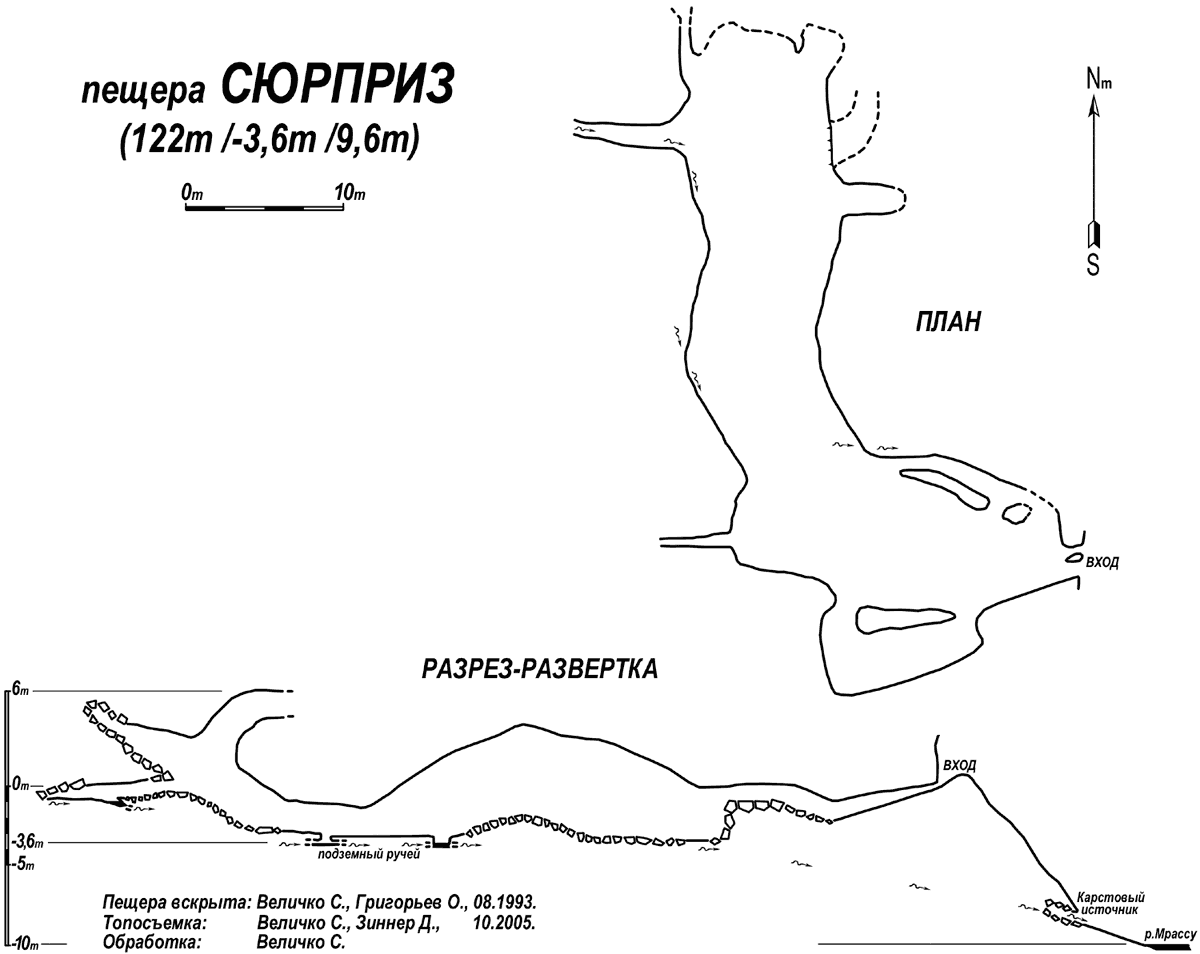 пещера СЮРПРИЗ
(122m /-3,6m /9,6m)
0m 10m
Nm
S
ПЛАН
ВХОД
РАЗРЕЗ-РАЗВЕРТКА
6m
0m
-3,6m
-5m
-10m
ВХОД
подземный ручей
Карстовый
источник
р.Мрассу
Пещера вскрыта: Величко С., Григорьев О., 08.1993.
Топосъемка: Величко С., Зиннер Д., 10.2005.
Обработка: Величко С.